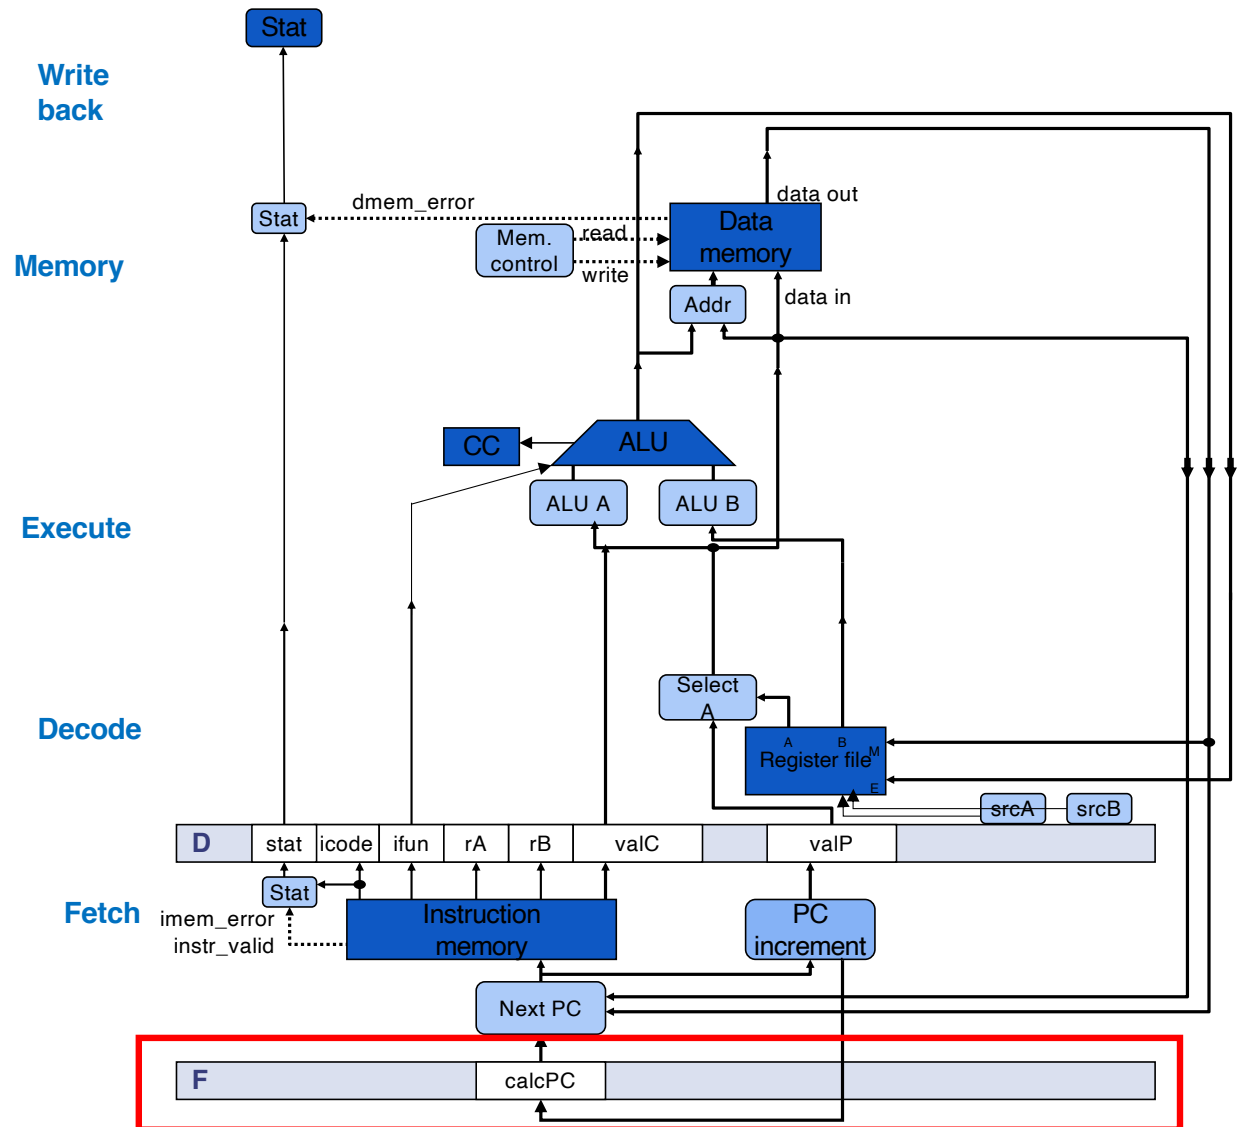 Stat
Write
back
Stat
dmem_error
data out
Data
memory
Mem.
control
read
write
Memory
Addr
data in
CC
ALU
ALU A
ALU B
Execute
Select
A
Decode
A
B
M
Register file
E
srcA
srcB
D
stat
icode
ifun
rA
rB
valC
valP
Stat
Fetch
imem_error
instr_valid
Instruction
memory
PC
increment
Next PC
F
calcPC